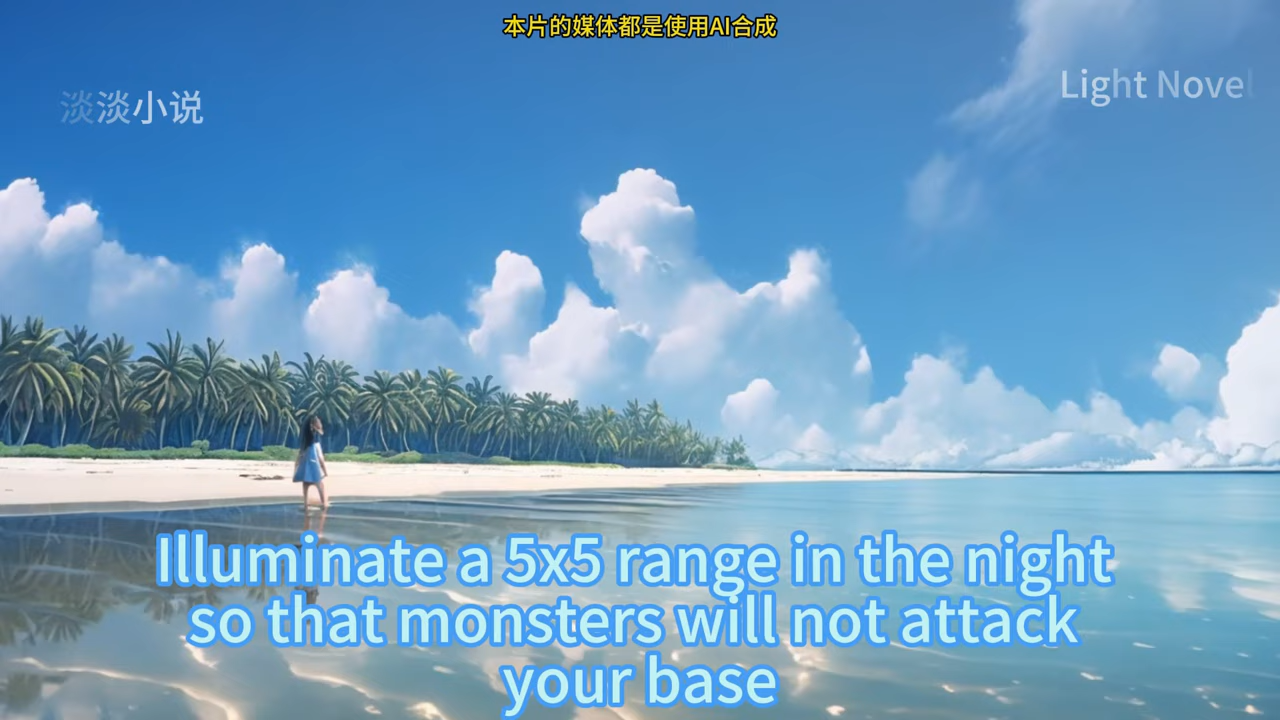 本片的媒体都是使用AI合成
淡淡小说
Light Novel
Illuminate a 5x5 range in the night
so that monsters will not attack
your base